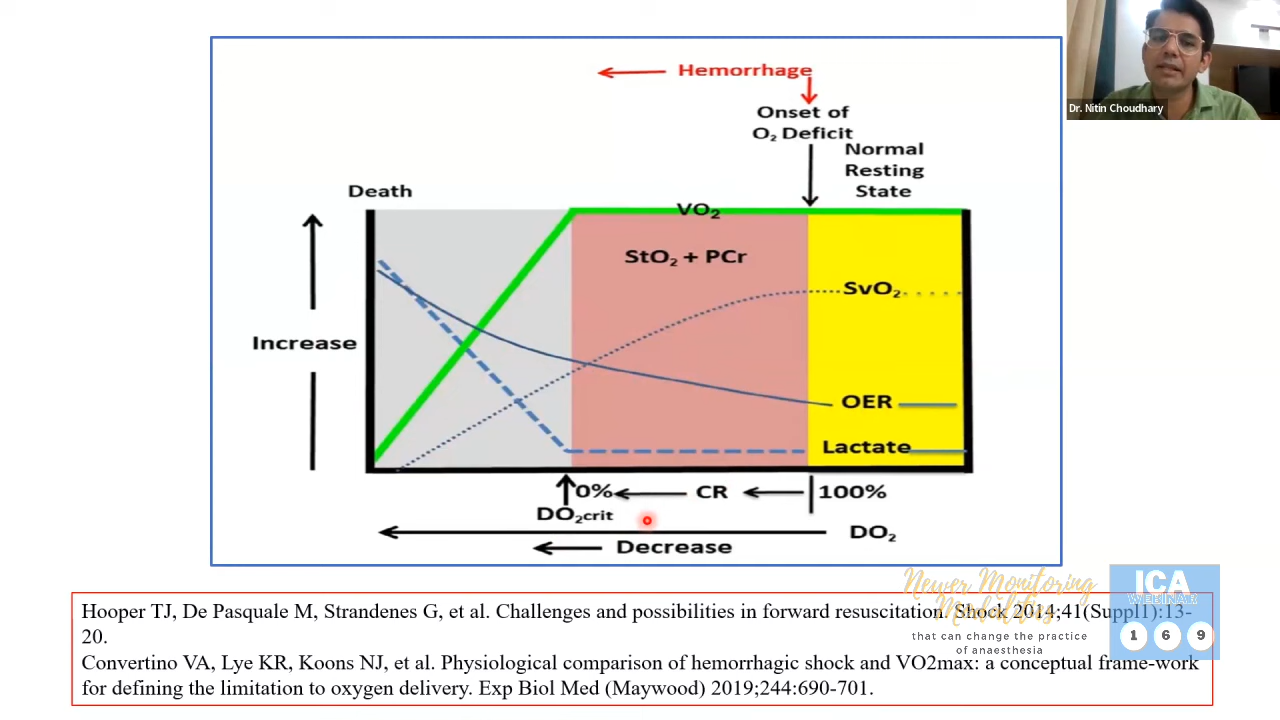 Dr. Nitin Choudhary
Hemorrhage
Onset of
O₂ Deficit
Normal
Resting
State
Death
VO₂
StO₂ + PCr
SvO₂
Increase
OER
Lactate
0%
CR
100%
DO₂crit
DO₂
Decrease
Newer Monitoring
Modalities
that can change the practice
of anaesthesia
ICA
WEBINAR
1 6 9
Hooper TJ, De Pasquale M, Strandenes G, et al. Challenges and possibilities in forward resuscitation. Shock 2014;41(Suppl1):13-
20.
Convertino VA, Lye KR, Koons NJ, et al. Physiological comparison of hemorrhagic shock and VO2max: a conceptual frame-work
for defining the limitation to oxygen delivery. Exp Biol Med (Maywood) 2019;244:690-701.